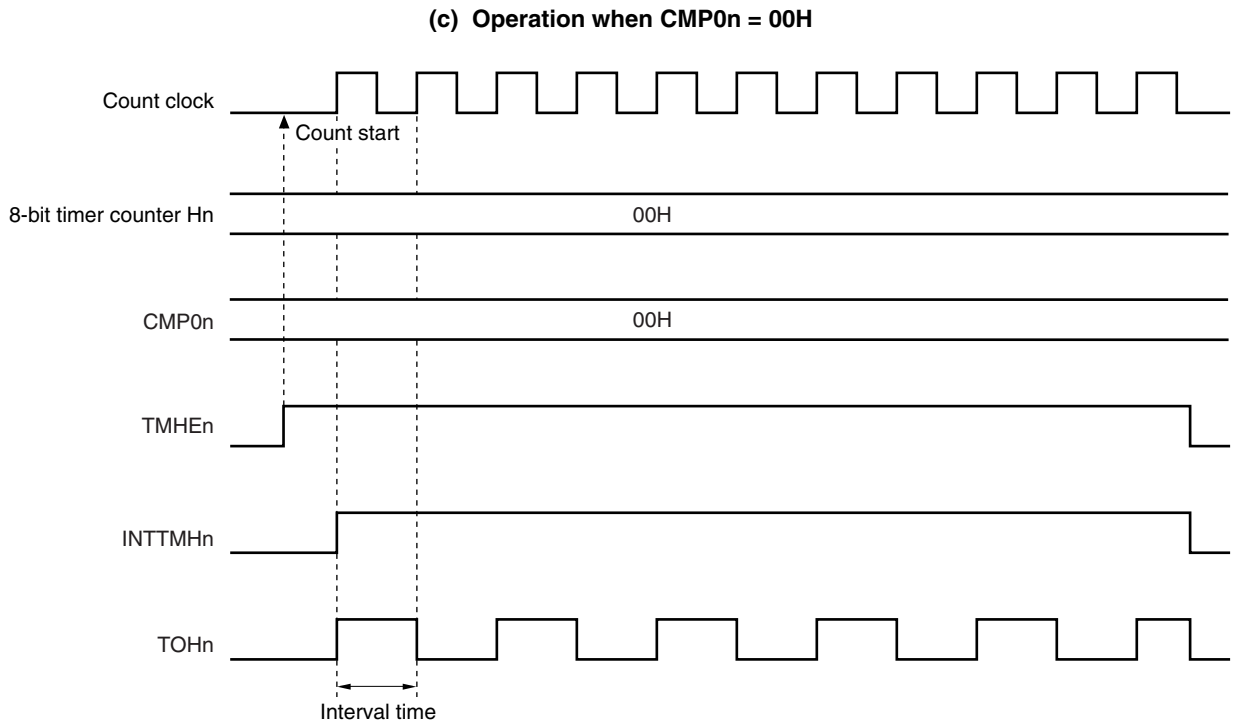 (c) Operation when CMP0n = 00H
Count clock
Count start
8-bit timer counter Hn
00H
CMP0n
00H
TMHEn
INTTMHn
TOHn
Interval time